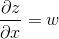 ∂z/∂x = w